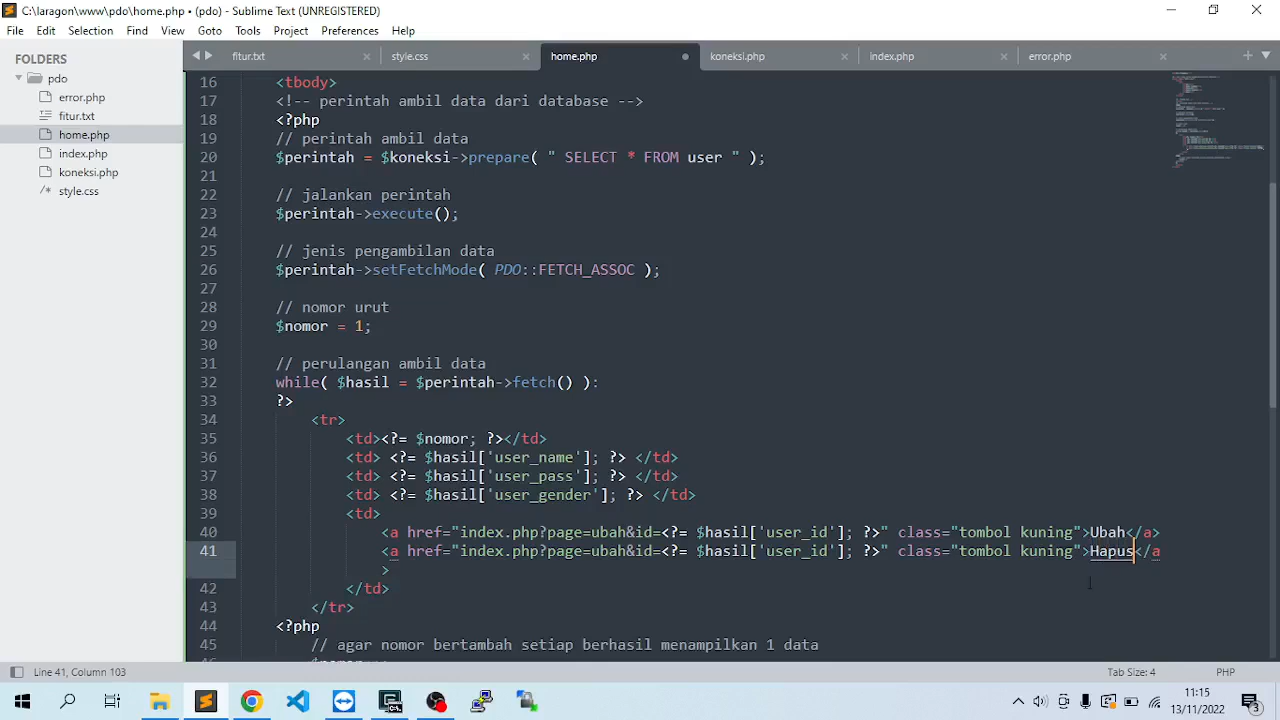 C:\laragon\www\pdo\home.php • (pdo) - Sublime Text (UNREGISTERED)
File Edit Selection Find View Goto Tools Project Preferences Help
FOLDERS
pdo
error.php
fitur.txt
home.php
index.php
koneksi.php
/* style.css
fitur.txt style.css home.php koneksi.php index.php error.php
16 <tbody>
17 <!-- perintah ambil data dari database -->
18 <?php
19 // perintah ambil data
20 $perintah = $koneksi->prepare( " SELECT * FROM user " );
21
22 // jalankan perintah
23 $perintah->execute();
24
25 // jenis pengambilan data
26 $perintah->setFetchMode( PDO::FETCH_ASSOC );
27
28 // nomor urut
29 $nomor = 1;
30
31 // perulangan ambil data
32 while( $hasil = $perintah->fetch() ):
33 ?>
34 <tr>
35 <td><?= $nomor; ?></td>
36 <td> <?= $hasil['user_name']; ?> </td>
37 <td> <?= $hasil['user_pass']; ?> </td>
38 <td> <?= $hasil['user_gender']; ?> </td>
39 <td>
40 <a href="index.php?page=ubah&id=<?= $hasil['user_id']; ?>" class="tombol kuning">Ubah</a>
41 <a href="index.php?page=ubah&id=<?= $hasil['user_id']; ?>" class="tombol kuning">Hapus</a
>
42 </td>
43 </tr>
44 <?php
45 // agar nomor bertambah setiap berhasil menampilkan 1 data
Line 41, Column 103
Tab Size: 4
PHP
11:15
13/11/2022
3